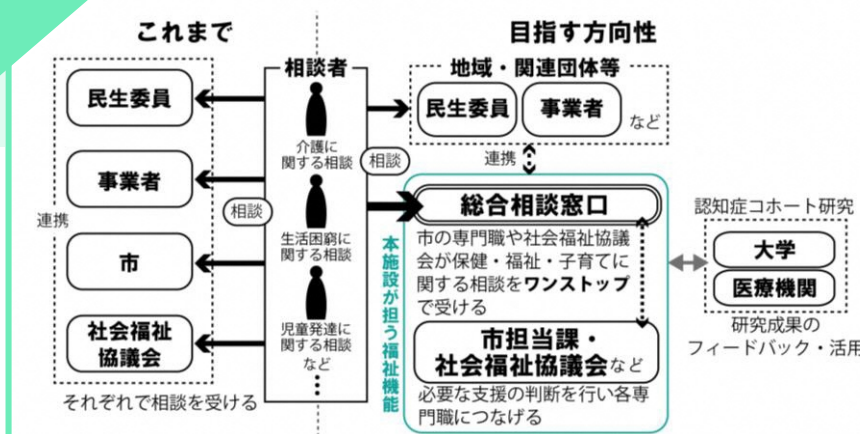 これまで
民生委員
事業者
連携
市
社会福祉
協議会
それぞれで相談を受ける
相談
相談者
介護に
関する相談
生活困窮に
関する相談
児童発達に
関する相談
など
相談
目指す方向性
地域・関連団体等
民生委員
事業者
など
連携
本施設が担う福祉機能
総合相談窓口
市の専門職や社会福祉協議
会が保健・福祉・子育てに
関する相談をワンストップ
で受ける
市担当課・
社会福祉協議会など
必要な支援の判断を行い各専
門職につなげる
認知症コホート研究
大学
医療機関
研究成果の
フィードバック・活用